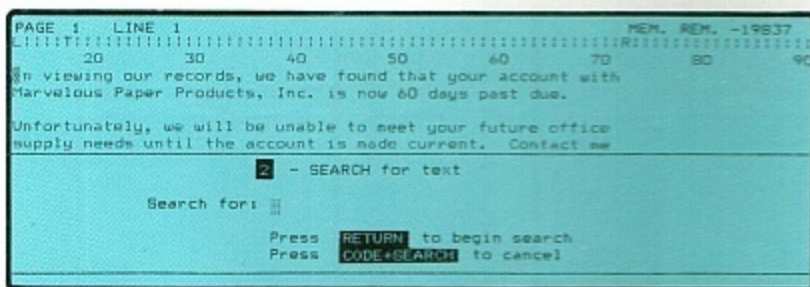 PAGE 1 LINE 1 MEM. REM. -19837
20 30 40 50 60 70 80 90
In viewing our records, we have found that your account with
Marvelous Paper Products, Inc. is now 60 days past due.
Unfortunately, we will be unable to meet your future office
supply needs until the account is made current. Contact me
2 - SEARCH for text
Search for:
Press RETURN to begin search
Press CODE+SEARCH to cancel